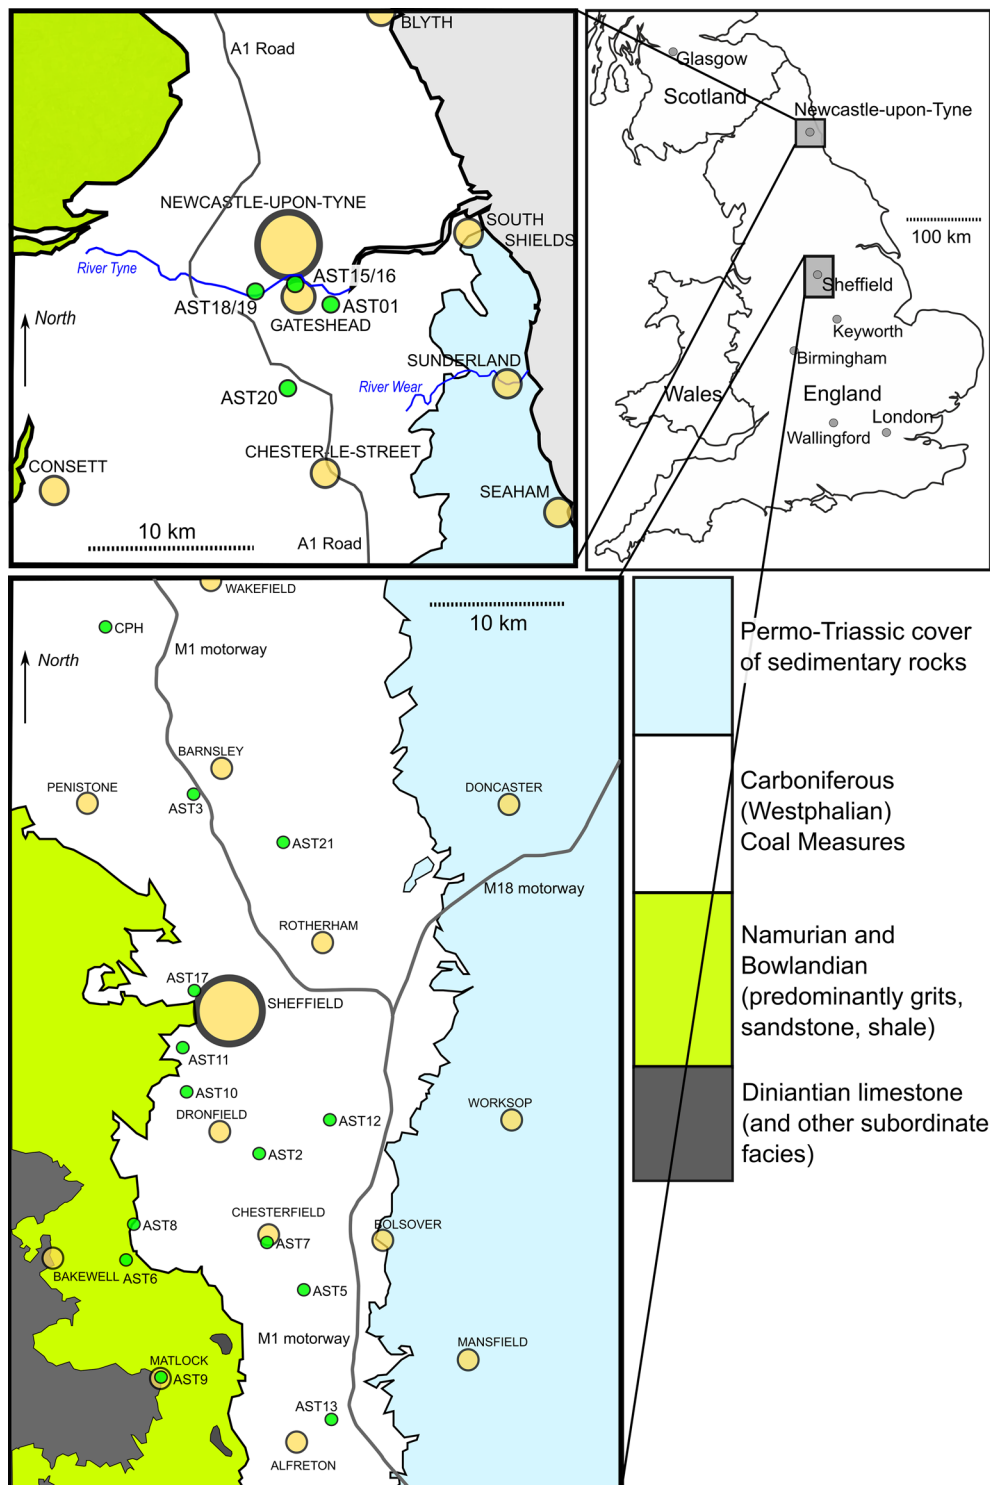 BLYTH
A1 Road
NEWCASTLE-UPON-TYNE
SOUTH
SHIELDS
River Tyne
AST15/16
AST18/19
AST01
GATESHEAD
North
SUNDERLAND
River Wear
AST20
CHESTER-LE-STREET
CONSETT
SEAHAM
10 km
A1 Road
Glasgow
Scotland
Newcastle-upon-Tyne
100 km
Sheffield
Keyworth
Birmingham
Wales
England
London
Wallingford
WAKEFIELD
10 km
CPH
M1 motorway
North
BARNSLEY
PENISTONE
DONCASTER
AST3
AST21
M18 motorway
ROTHERHAM
AST17
SHEFFIELD
AST11
AST10
WORKSOP
DRONFIELD
AST12
AST2
CHESTERFIELD
BOLSOVER
AST8
AST7
BAKEWELL
AST6
AST5
M1 motorway
MANSFIELD
MATLOCK
AST9
AST13
ALFRETON
Permo-Triassic cover
of sedimentary rocks
Carboniferous
(Westphalian)
Coal Measures
Namurian and
Bowlandian
(predominantly grits,
sandstone, shale)
Diniantian limestone
(and other subordinate
facies)